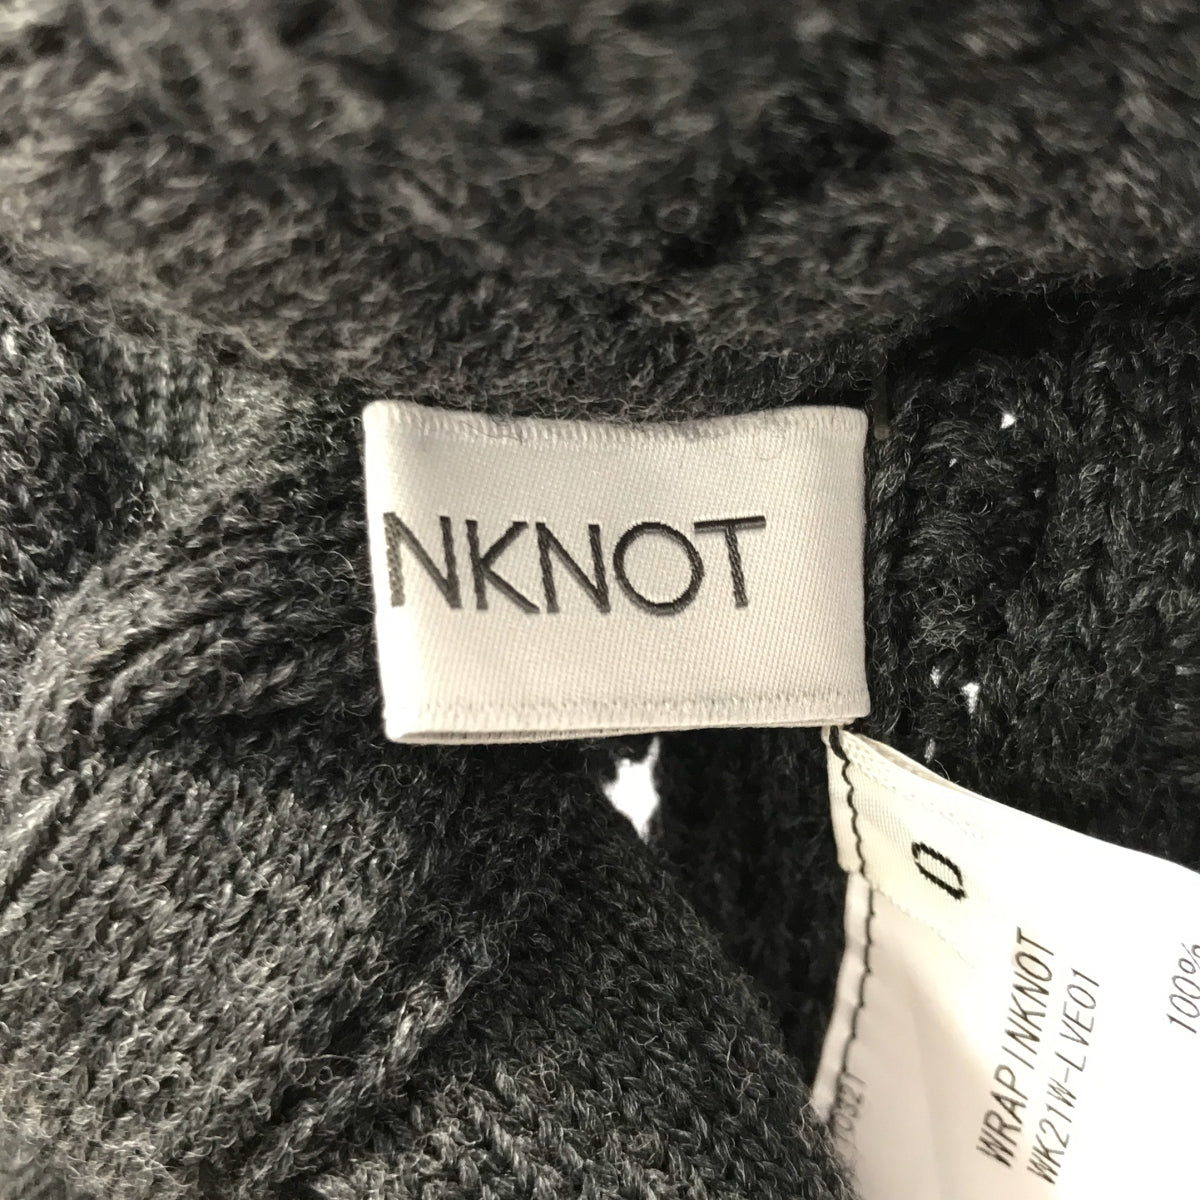 NKNOT
0
WRAPINKNOT
WK21W-LVE01
100%